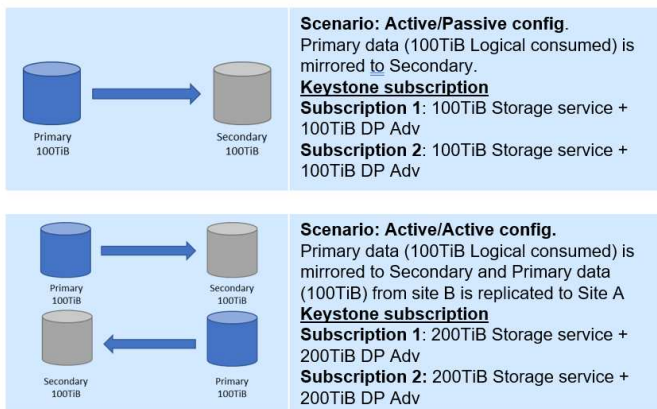 Primary
100TiB
Secondary
100TiB
Scenario: Active/Passive config.
Primary data (100TiB Logical consumed) is
mirrored to Secondary.
Keystone subscription
Subscription 1: 100TiB Storage service +
100TiB DP Adv
Subscription 2: 100TiB Storage service +
100TiB DP Adv
Primary
100TiB
Secondary
100TiB
Secondary
100TiB
Primary
100TiB
Scenario: Active/Active config.
Primary data (100TiB Logical consumed) is
mirrored to Secondary and Primary data
(100TiB) from site B is replicated to Site A
Keystone subscription
Subscription 1: 200TiB Storage service +
200TiB DP Adv
Subscription 2: 200TiB Storage service +
200TiB DP Adv